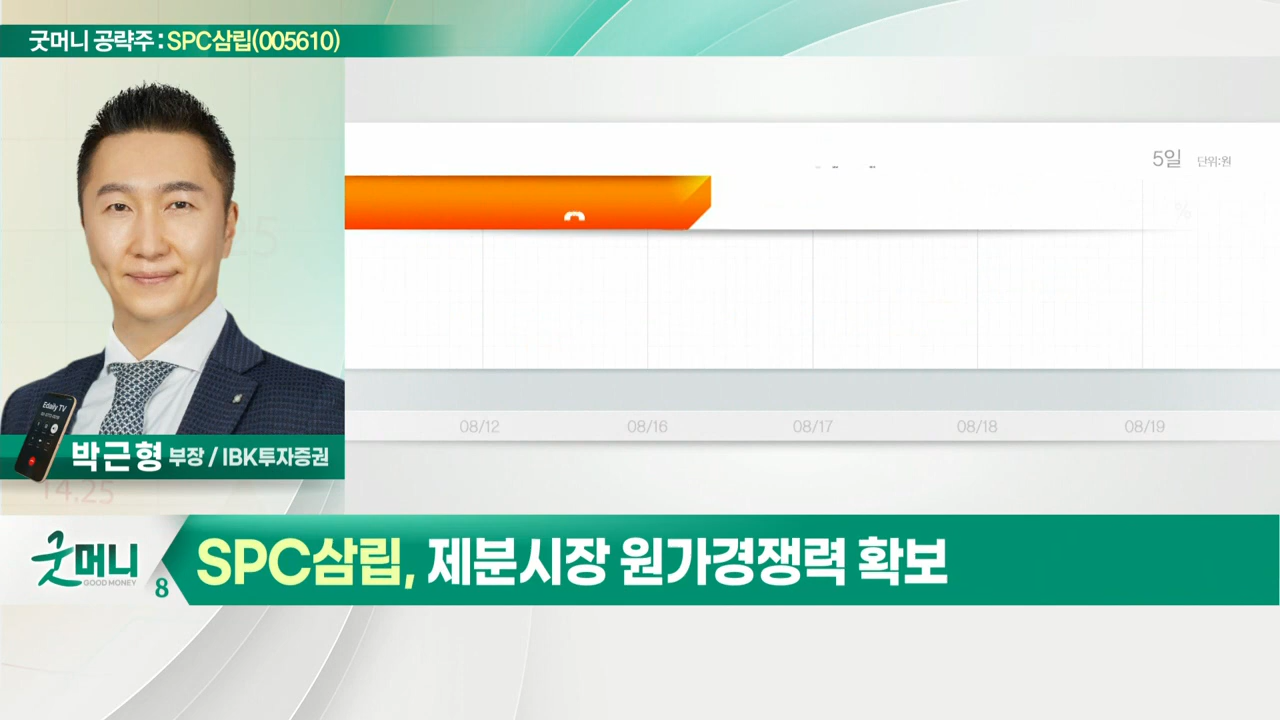 굿머니 공략주 : SPC삼립(005610)
5일 단위:원
%
25
Edaily TV
08/12 08/16 08/17 08/18 08/19
박근형 부장 / IBK투자증권
14.25
굿머니
GOOD MONEY
8
SPC삼립, 제분시장 원가경쟁력 확보